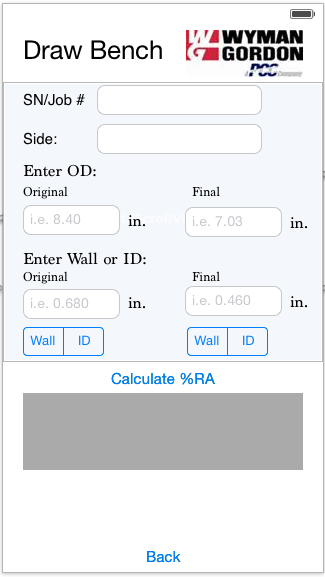 Draw Bench
WYMAN
GORDON
A PCC Company
SN/Job #
Side:
Enter OD:
Original Final
i.e. 8.40 in. i.e. 7.03 in.
Enter Wall or ID:
Original Final
i.e. 0.680 in. i.e. 0.460 in.
Wall ID Wall ID
Calculate %RA
Back